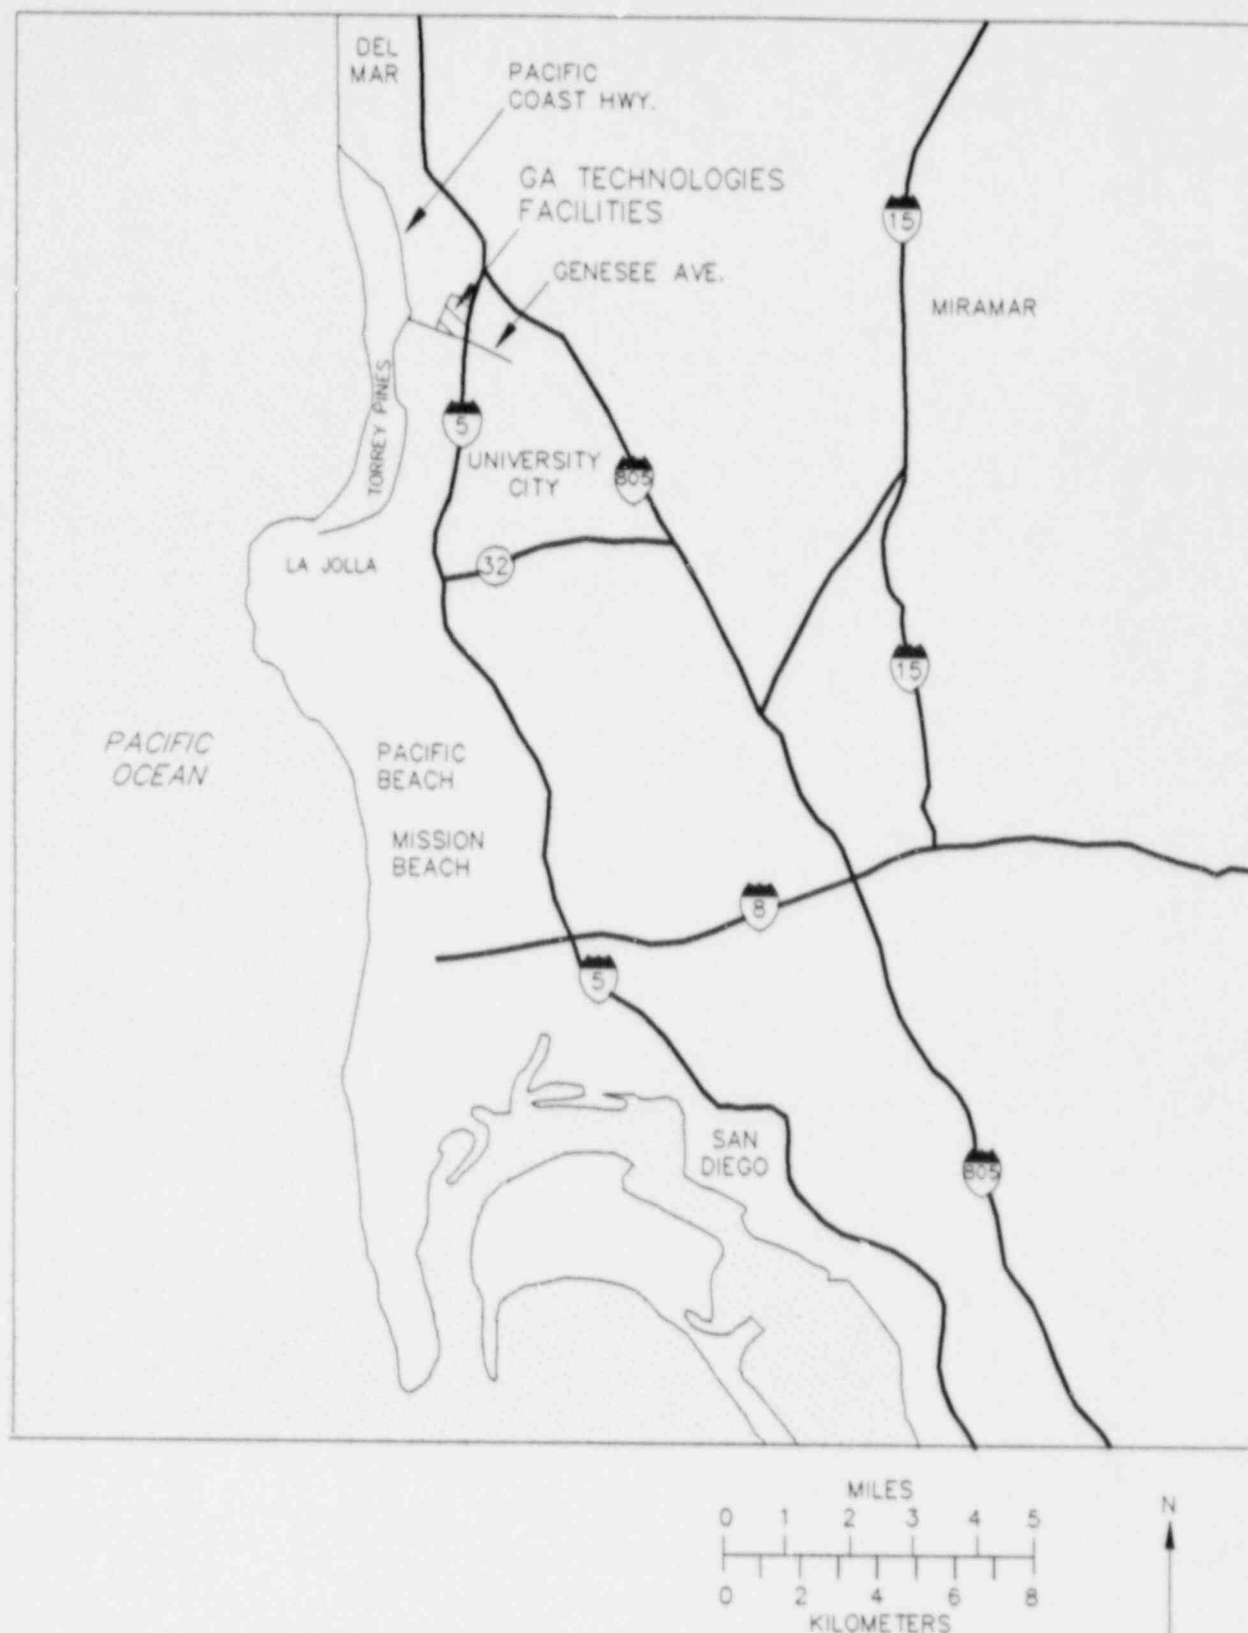 DEL
MAR
PACIFIC
COAST HWY.
GA TECHNOLOGIES
FACILITIES
15
GENESEE AVE.
MIRAMAR
TORREY PINES
5
UNIVERSITY
CITY
805
32
LA JOLLA
15
PACIFIC
OCEAN
PACIFIC
BEACH
MISSION
BEACH
8
5
SAN
DIEGO
805
MILES
0 1 2 3 4 5
0 2 4 6 8
KILOMETERS
N